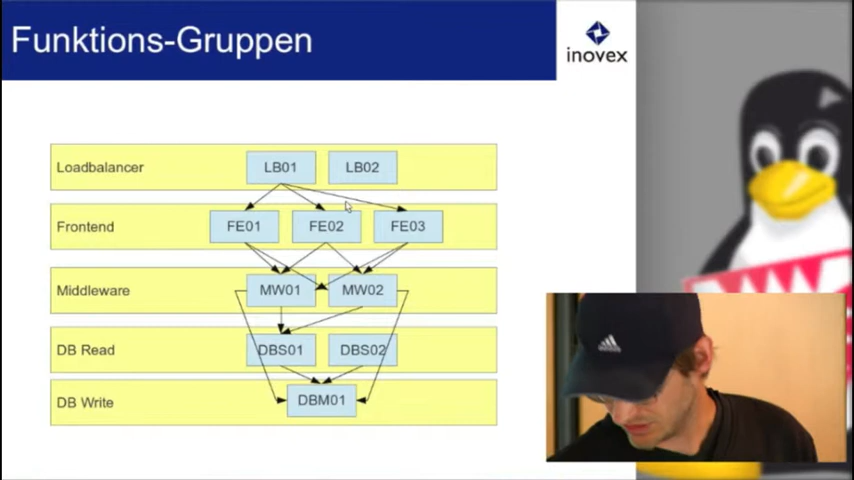 Funktions-Gruppen
inovex
Loadbalancer
LB01 LB02
Frontend
FE01 FE02 FE03
Middleware
MW01 MW02
DB Read
DBS01 DBS02
DB Write
DBM01